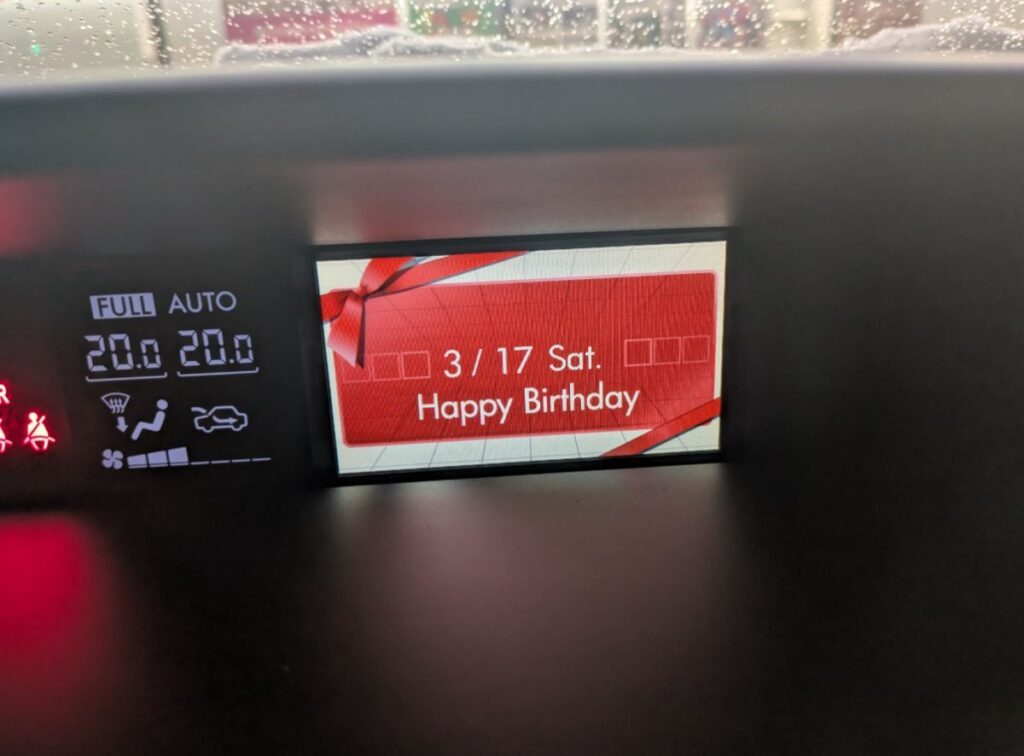 FULL AUTO
20.0 20.0
R
3 / 17 Sat.
Happy Birthday